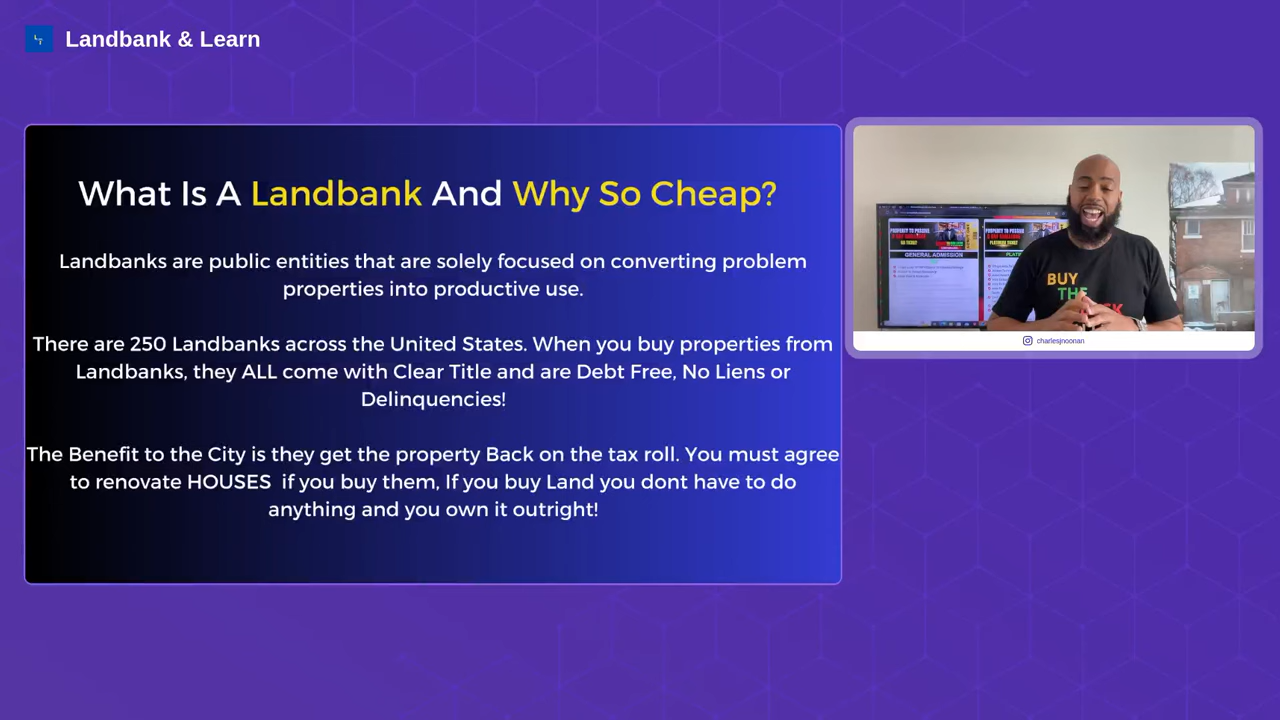 Landbank & Learn
What Is A Landbank And Why So Cheap?
Landbanks are public entities that are solely focused on converting problem
properties into productive use.
There are 250 Landbanks across the United States. When you buy properties from
Landbanks, they ALL come with Clear Title and are Debt Free, No Liens or
Delinquencies!
The Benefit to the City is they get the property Back on the tax roll. You must agree
to renovate HOUSES if you buy them, If you buy Land you dont have to do
anything and you own it outright!
GENERAL ADMISSION
BUY
THE
charlesjnoonan